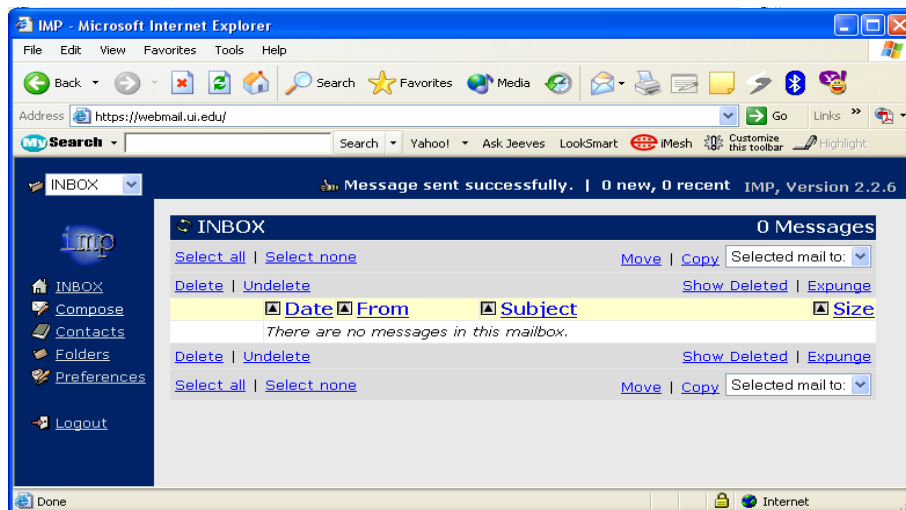 IMP - Microsoft Internet Explorer
File Edit View Favorites Tools Help
Back Search Favorites Media
Address https://webmail.ui.edu/ Go Links »
My Search Search Yahoo! Ask Jeeves LookSmart iMesh Customize this toolbar Highlight
INBOX Message sent successfully. | 0 new, 0 recent IMP, Version 2.2.6
imp
INBOX 0 Messages
Select all | Select none Move | Copy Selected mail to:
INBOX Delete | Undelete Show Deleted | Expunge
Compose Date From Subject Size
Contacts There are no messages in this mailbox.
Folders Delete | Undelete Show Deleted | Expunge
Preferences Select all | Select none Move | Copy Selected mail to:
Logout
Done Internet